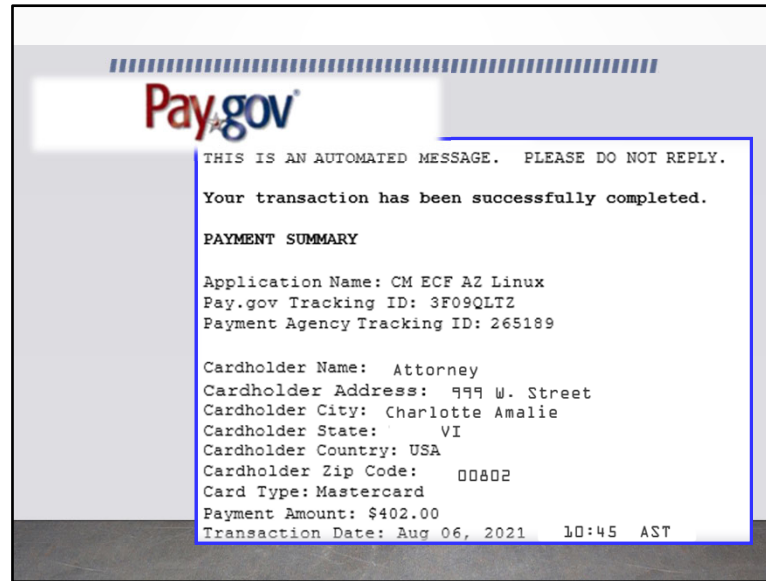 Pay.gov
THIS IS AN AUTOMATED MESSAGE. PLEASE DO NOT REPLY.
Your transaction has been successfully completed.
PAYMENT SUMMARY
Application Name: CM ECF AZ Linux
Pay.gov Tracking ID: 3F09QLTZ
Payment Agency Tracking ID: 265189
Cardholder Name: Attorney
Cardholder Address: 999 W. Street
Cardholder City: Charlotte Amalie
Cardholder State: VI
Cardholder Country: USA
Cardholder Zip Code: 00802
Card Type: Mastercard
Payment Amount: $402.00
Transaction Date: Aug 06, 2021 10:45 AST